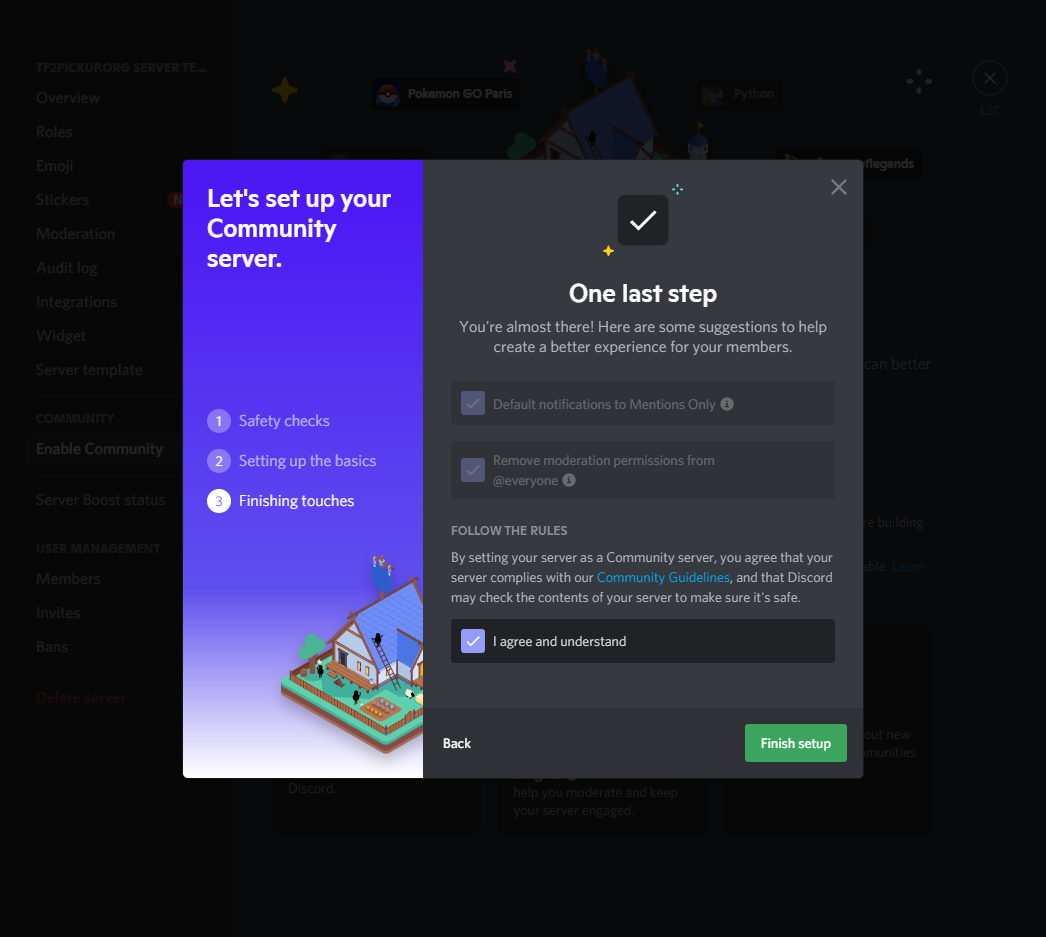 TF2PICKUP.ORG SERVER TE...
Overview
Roles
Emoji
Stickers
N
Moderation
Audit log
Integrations
Widget
Server template
COMMUNITY
Enable Community
Server Boost status
USER MANAGEMENT
Members
Invites
Bans
Delete server
Pokemon GO Paris
Python
oflegends
ESC
Let's set up your
Community
server.
1 Safety checks
2 Setting up the basics
3 Finishing touches
One last step
You're almost there! Here are some suggestions to help
create a better experience for your members.
Default notifications to Mentions Only
Remove moderation permissions from
@everyone
FOLLOW THE RULES
By setting your server as a Community server, you agree that your
server complies with our Community Guidelines, and that Discord
may check the contents of your server to make sure it's safe.
I agree and understand
Back
Finish setup
can better
re building
able. Learn
out new
munities
Discord.
help you moderate and keep
your server engaged.